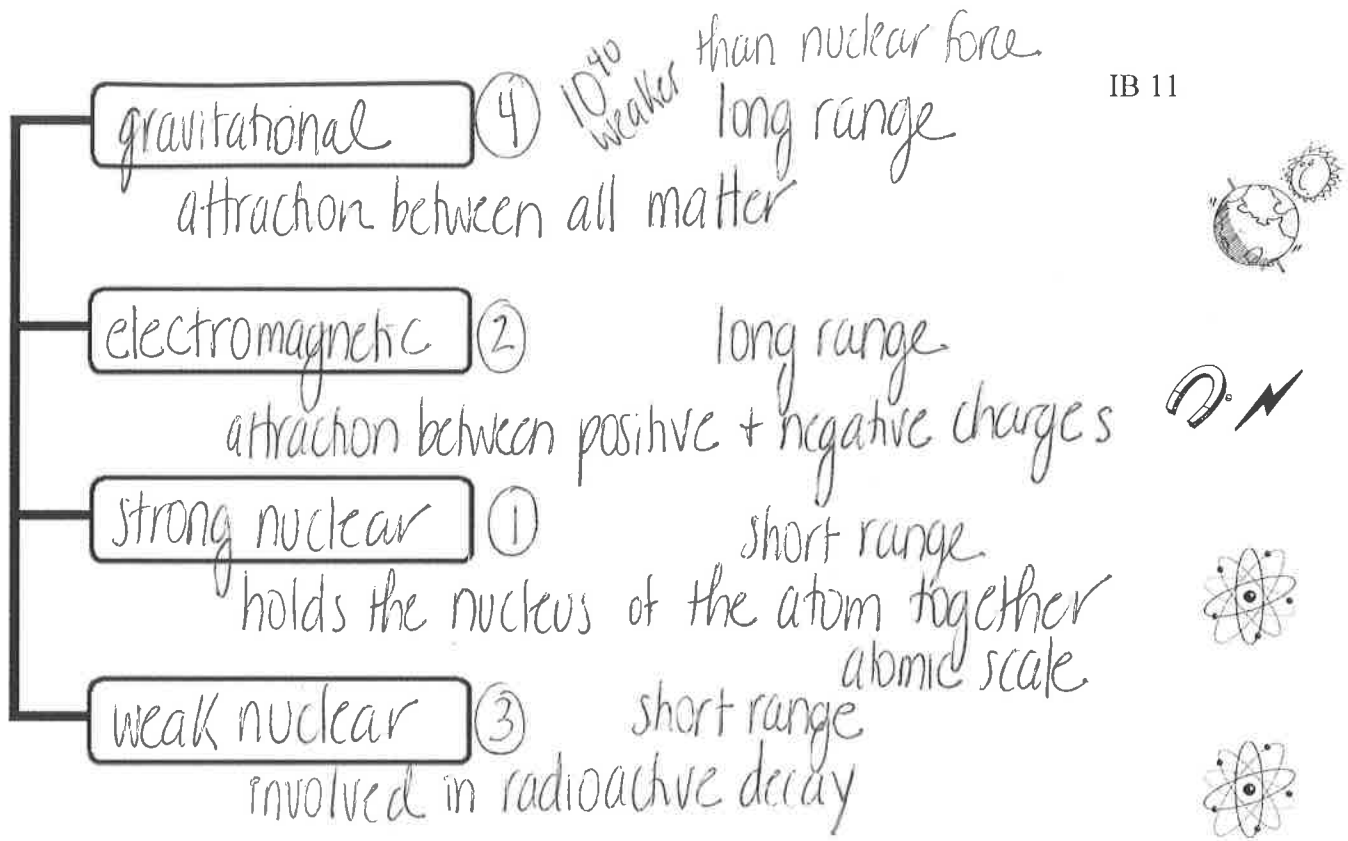 than nuclear force
10^40 weaker
IB 11
gravitational ④ long range
attraction between all matter
electromagnetic ② long range
attraction between positive + negative charges
strong nuclear ① short range
holds the nucleus of the atom together
atomic scale
weak nuclear ③ short range
involved in radioactive decay